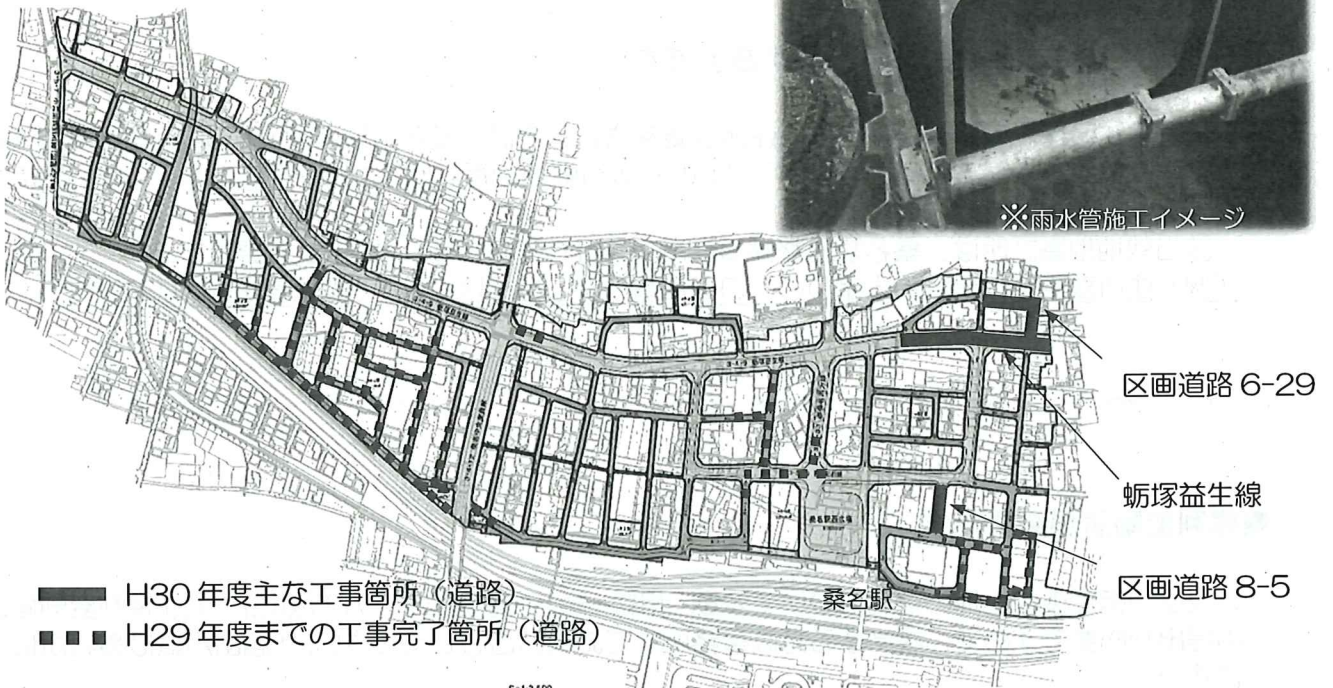 ※雨水管施工イメージ
区画道路 6-29
蛎塚益生線
区画道路 8-5
桑名駅
H30 年度主な工事箇所（道路）
H29 年度までの工事完了箇所（道路）